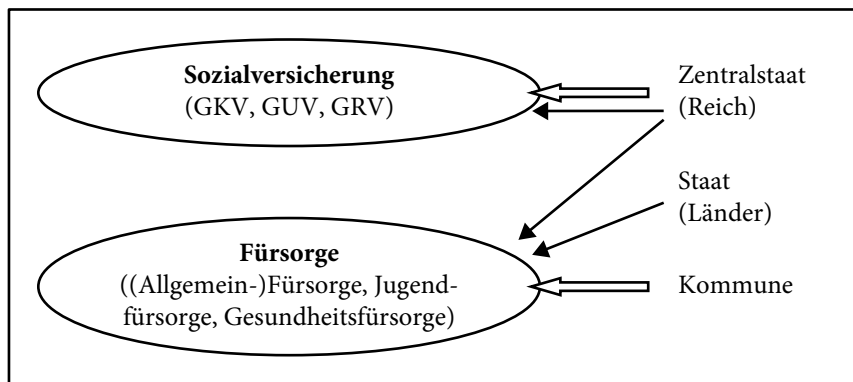 Sozialversicherung
(GKV, GUV, GRV)
Zentralstaat
(Reich)
Staat
(Länder)
Fürsorge
((Allgemein-)Fürsorge, Jugend-
fürsorge, Gesundheitsfürsorge)
Kommune